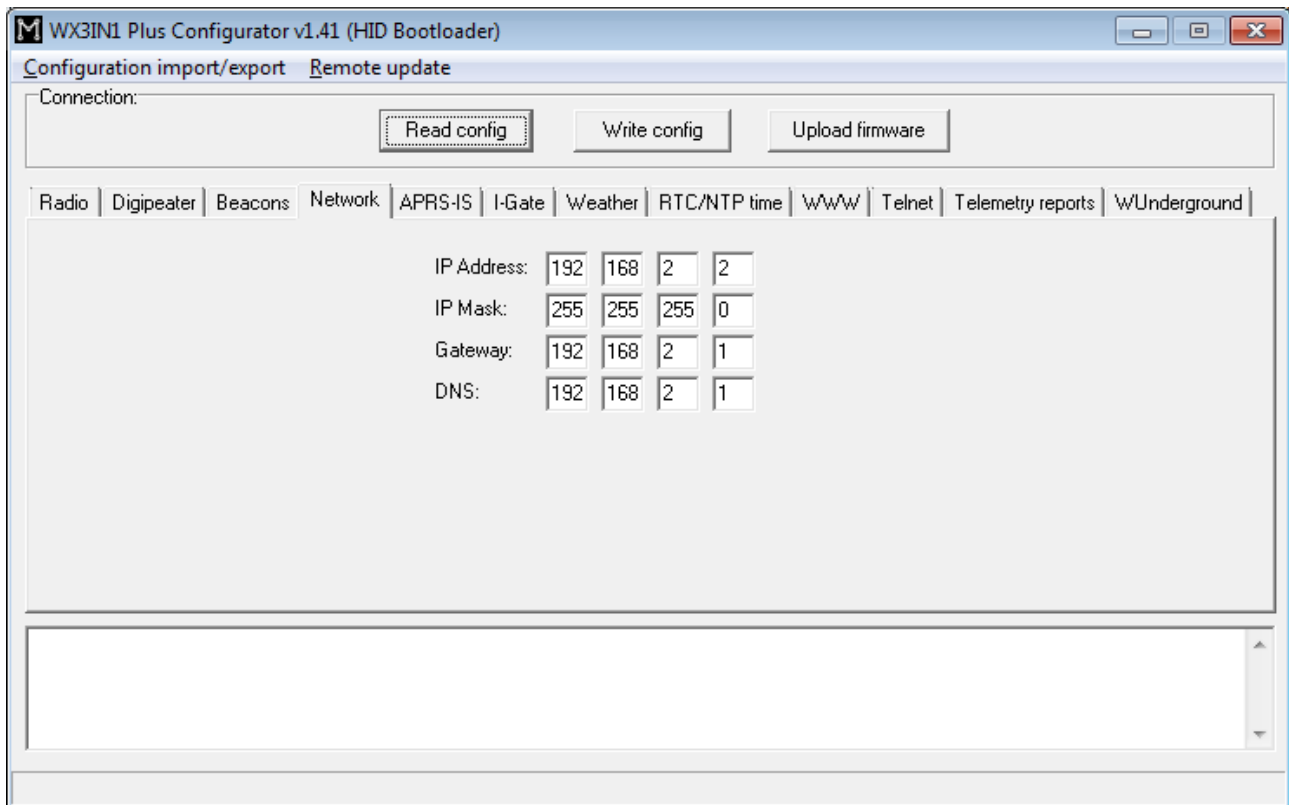 WX3IN1 Plus Configurator v1.41 (HID Bootloader)
Configuration import/export Remote update
Connection:
Read config Write config Upload firmware
Radio Digipeater Beacons Network APRS-IS I-Gate Weather RTC/NTP time WWW Telnet Telemetry reports WUnderground
IP Address: 192 168 2 2
IP Mask: 255 255 255 0
Gateway: 192 168 2 1
DNS: 192 168 2 1